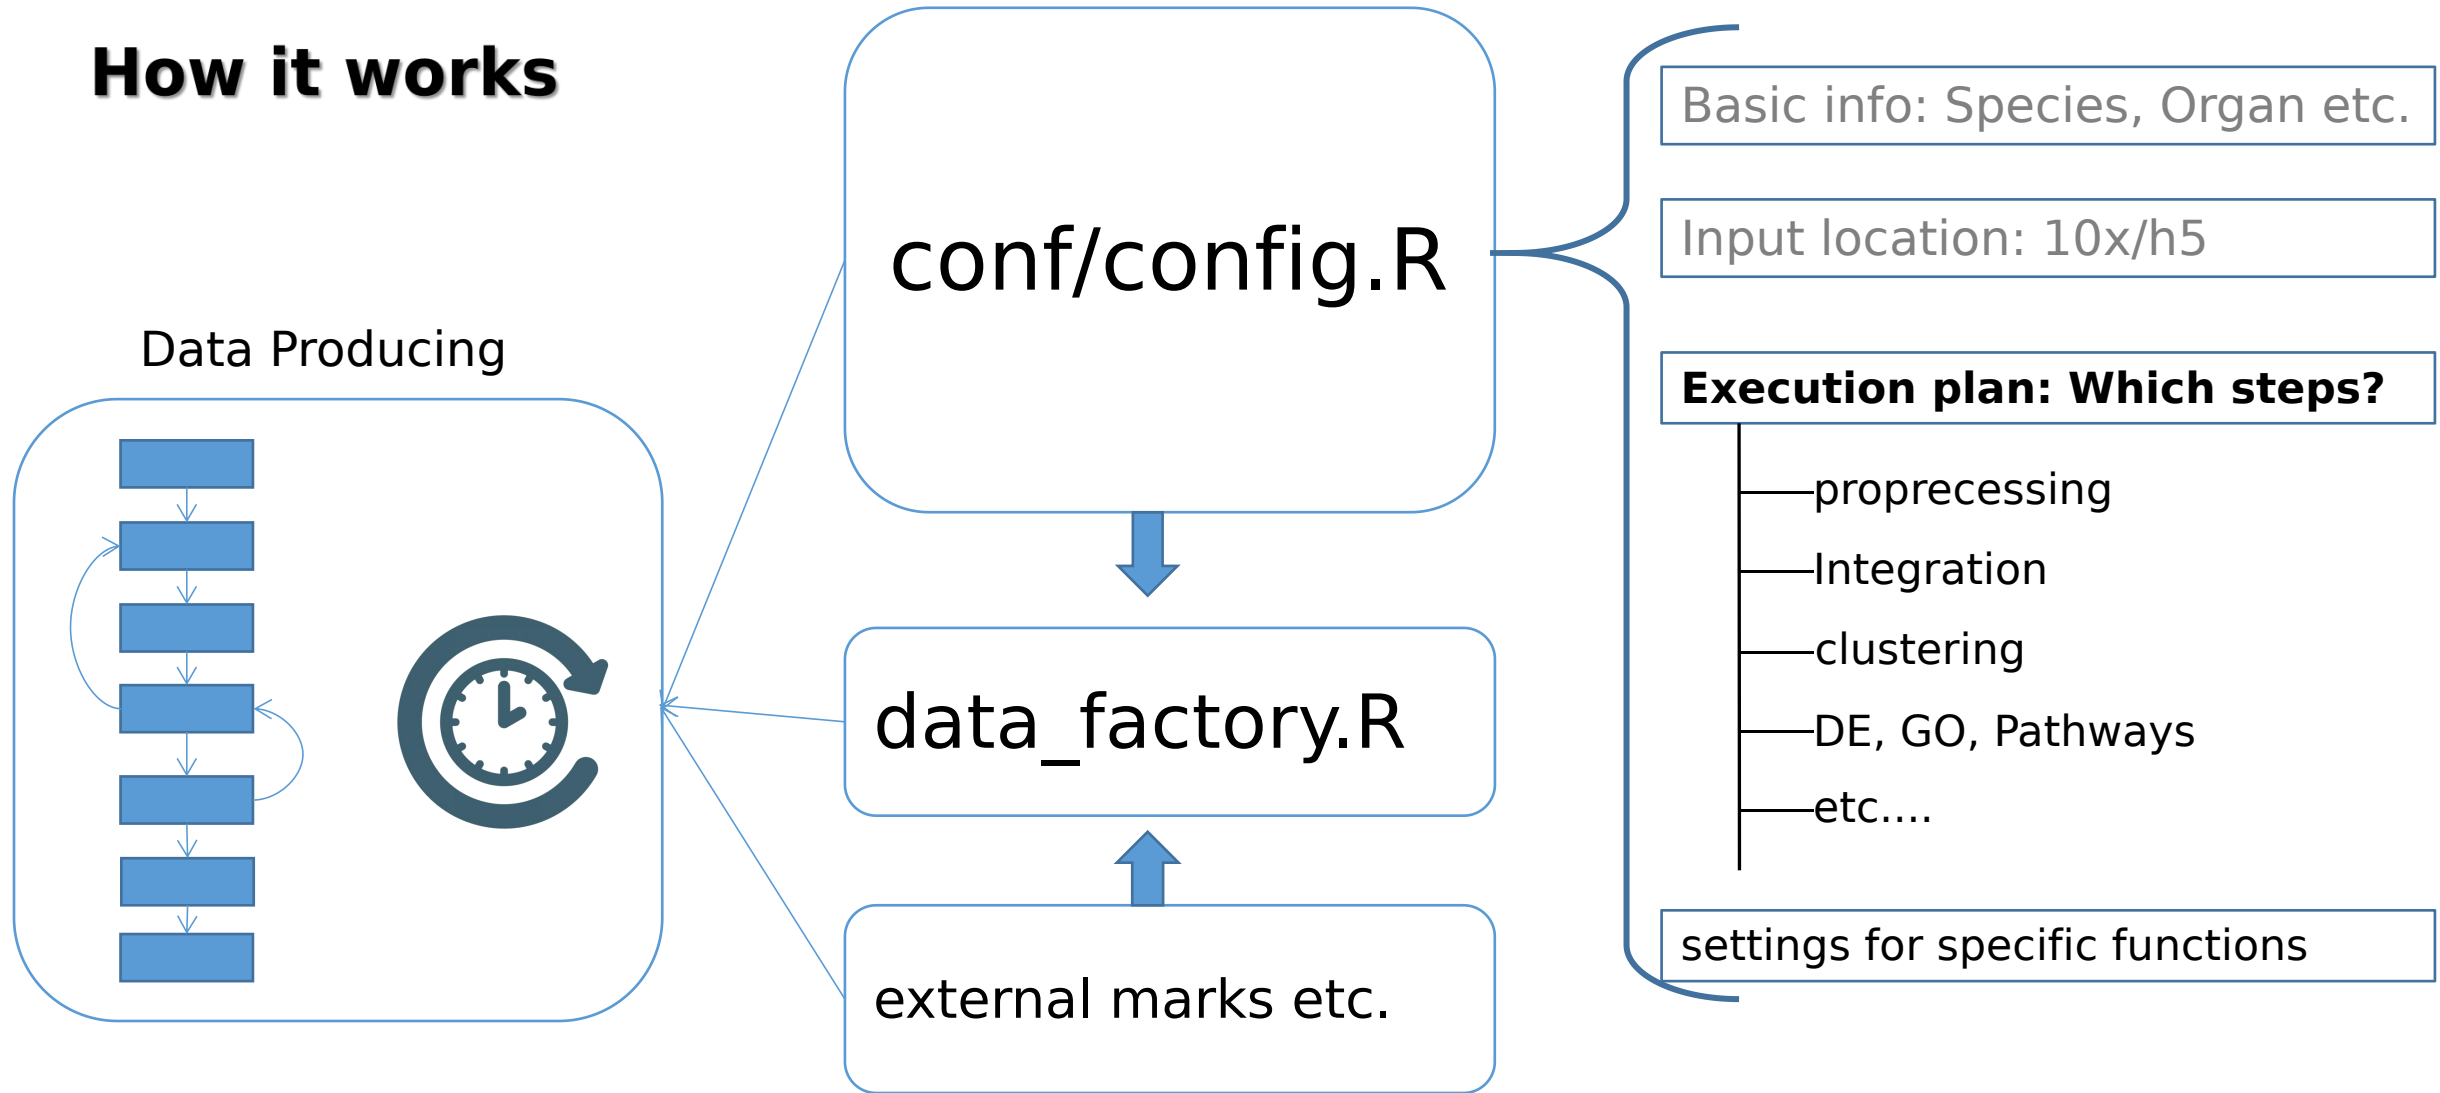 How it works
Data Producing
conf/config.R
data_factory.R
external marks etc.
Basic info: Species, Organ etc.
Input location: 10x/h5
Execution plan: Which steps?
proprecessing
Integration
clustering
DE, GO, Pathways
etc....
settings for specific functions